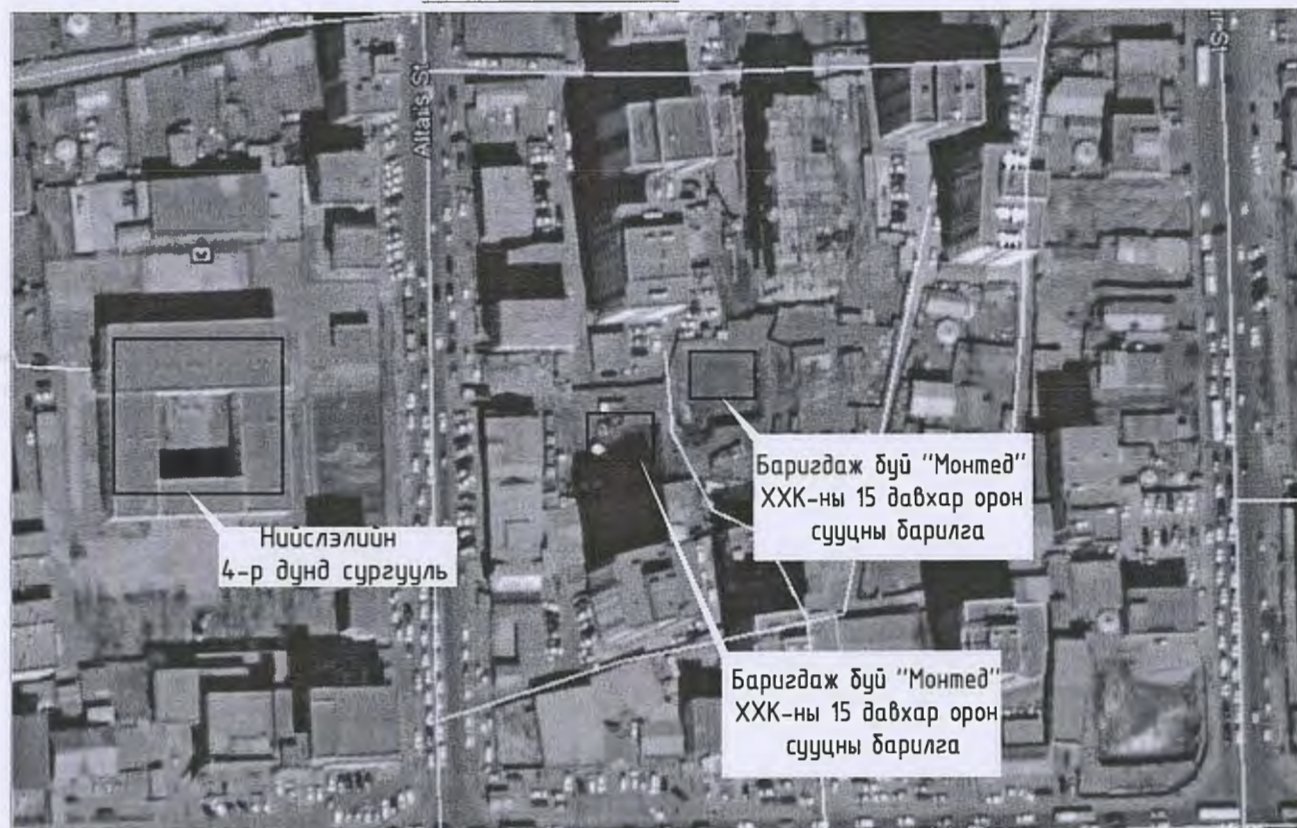 Altai's St
Нийслэлийн
4-р дунд сургууль
Баригдаж буй "Монтед"
ХХК-ны 15 давхар орон
сууцны барилга
Баригдаж буй "Монтед"
ХХК-ны 15 давхар орон
сууцны барилга